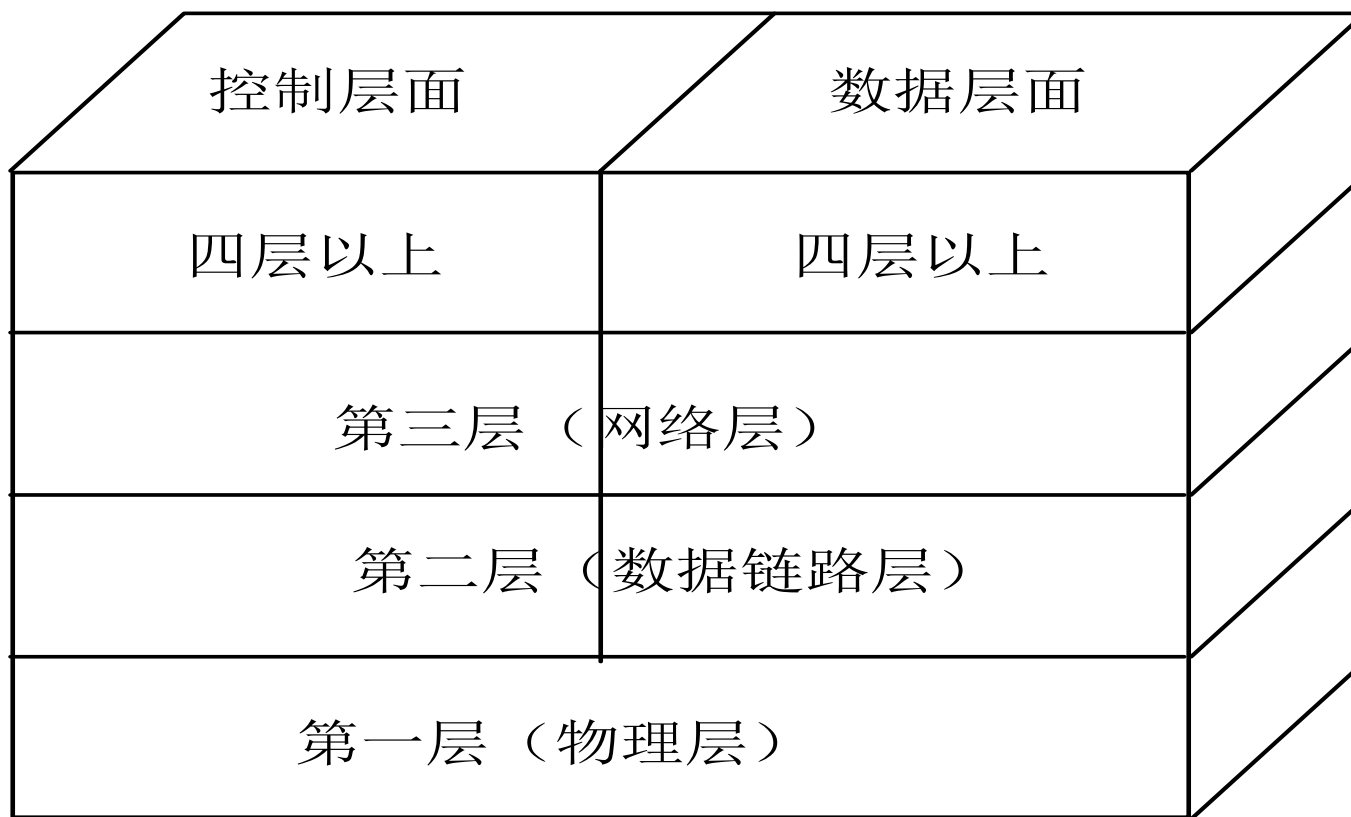 控制层面
数据层面
四层以上
四层以上
第三层（网络层）
第二层（数据链路层）
第一层（物理层）